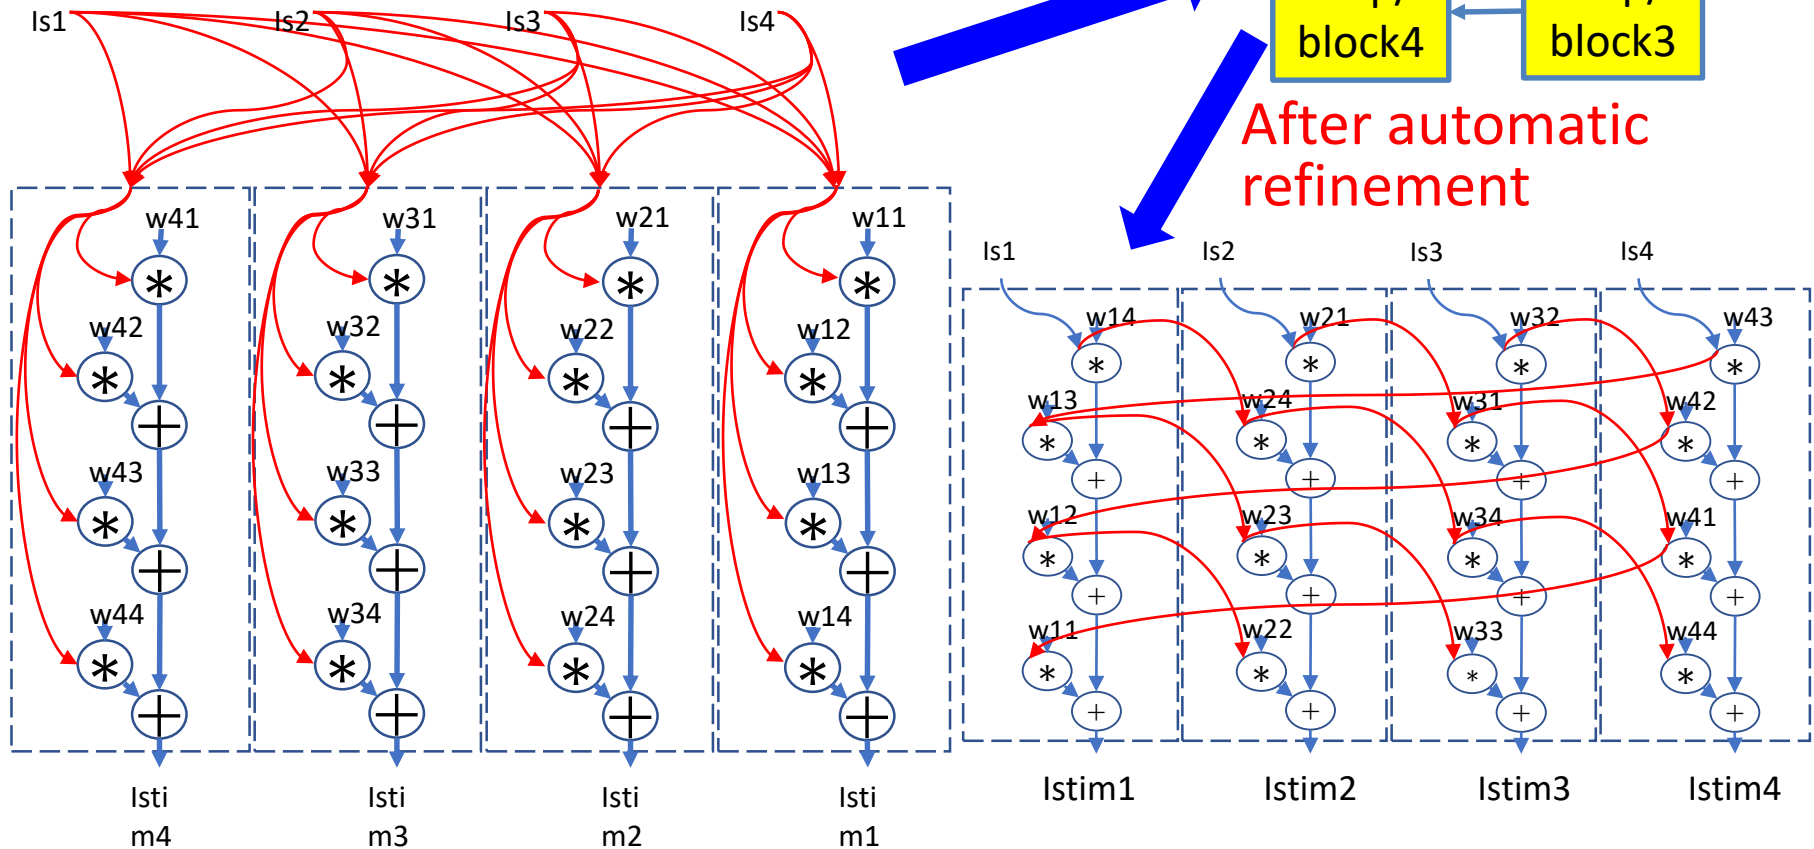 Is1 Is2 Is3 Is4
block4 block3
After automatic
refinement
w41 w31 w21 w11
* * * *
w42 w32 w22 w12
* * * *
+ + + +
w43 w33 w23 w13
* * * *
+ + + +
w44 w34 w24 w14
* * * *
+ + + +
Isti Isti Isti Isti
m4 m3 m2 m1
Is1 Is2 Is3 Is4
w14 w21 w32 w43
* * * *
w13 w24 w31 w42
* * * *
+ + + +
w12 w23 w34 w41
* * * *
+ + + +
w11 w22 w33 w44
* * * *
+ + + +
Istim1 Istim2 Istim3 Istim4